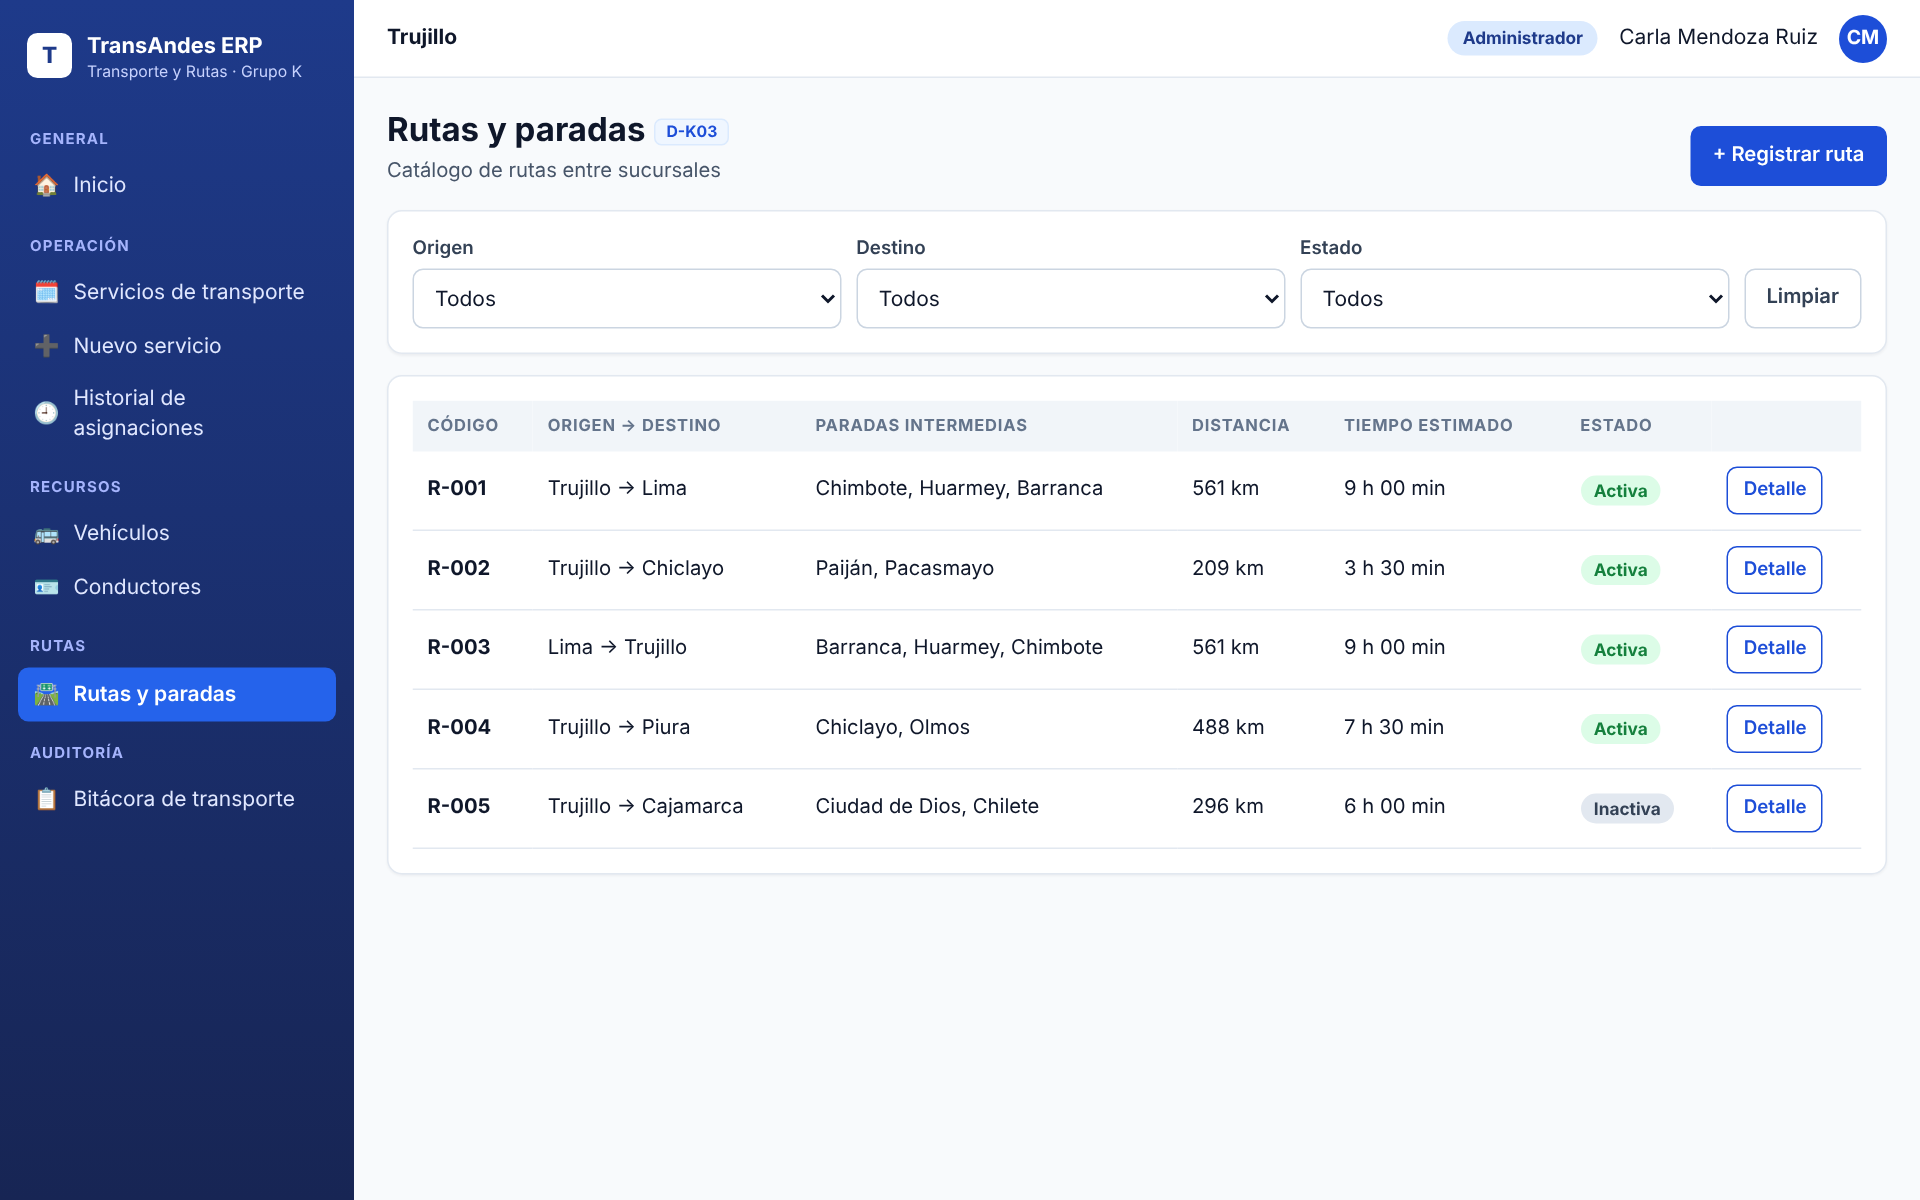 T
TransAndes ERP
Transporte y Rutas · Grupo K
GENERAL
Inicio
OPERACIÓN
Servicios de transporte
Nuevo servicio
Historial de
asignaciones
RECURSOS
Vehículos
Conductores
RUTAS
Rutas y paradas
AUDITORÍA
Bitácora de transporte
Trujillo
Administrador Carla Mendoza Ruiz CM
Rutas y paradas D-K03
Catálogo de rutas entre sucursales
+ Registrar ruta
Origen Destino Estado
Todos Todos Todos Limpiar
CÓDIGO ORIGEN → DESTINO PARADAS INTERMEDIAS DISTANCIA TIEMPO ESTIMADO ESTADO
R-001 Trujillo → Lima Chimbote, Huarmey, Barranca 561 km 9 h 00 min Activa Detalle
R-002 Trujillo → Chiclayo Paiján, Pacasmayo 209 km 3 h 30 min Activa Detalle
R-003 Lima → Trujillo Barranca, Huarmey, Chimbote 561 km 9 h 00 min Activa Detalle
R-004 Trujillo → Piura Chiclayo, Olmos 488 km 7 h 30 min Activa Detalle
R-005 Trujillo → Cajamarca Ciudad de Dios, Chilete 296 km 6 h 00 min Inactiva Detalle